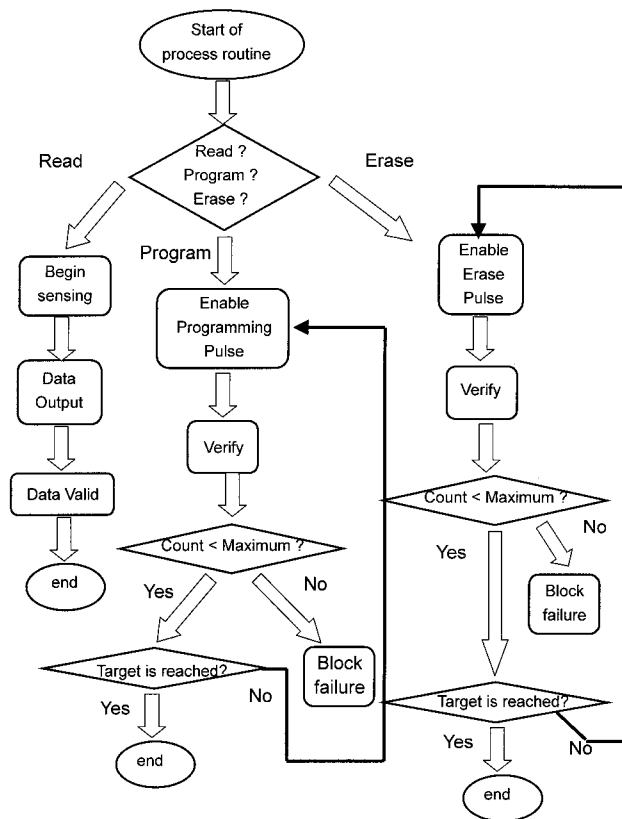 Start of
process routine
Read ?
Program ?
Erase ?
Read
Erase
Program
Begin
sensing
Data
Output
Data Valid
end
Enable
Programming
Pulse
Verify
Count < Maximum ?
Yes
No
Block
failure
Target is reached?
Yes
No
end
Enable
Erase
Pulse
Verify
Count < Maximum ?
Yes
No
Block
failure
Target is reached?
Yes
No
end